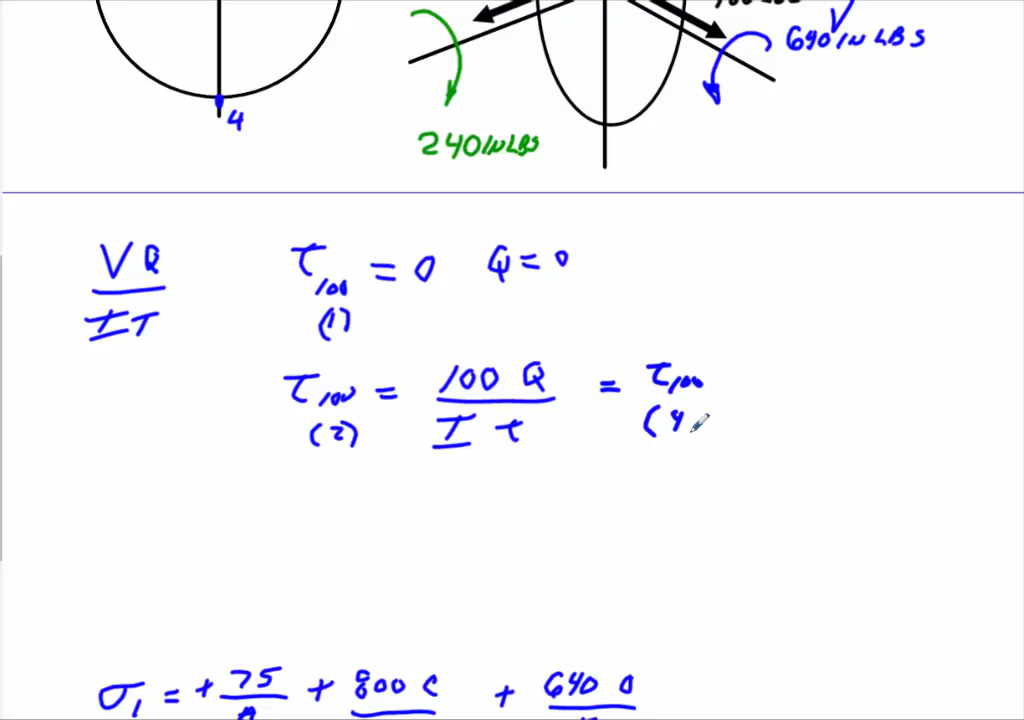 640 IN LBS
4
240 IN LBS
VQ
IT
τ100 = 0 Q = 0
(1)
τ100 = 100 Q / I t = τ100
(2) (4
σ1 = + 75 + 800 C + 640 0